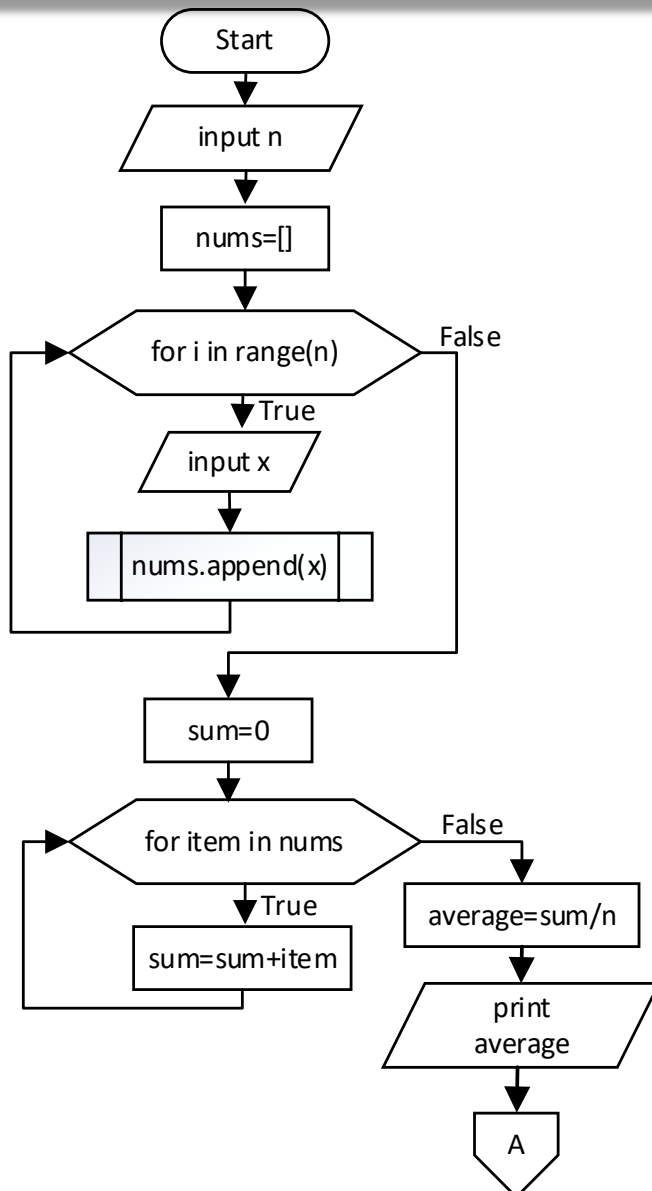 Start
input n
nums=[]
for i in range(n)
False
True
input x
nums.append(x)
sum=0
for item in nums
False
True
sum=sum+item
average=sum/n
print
average
A